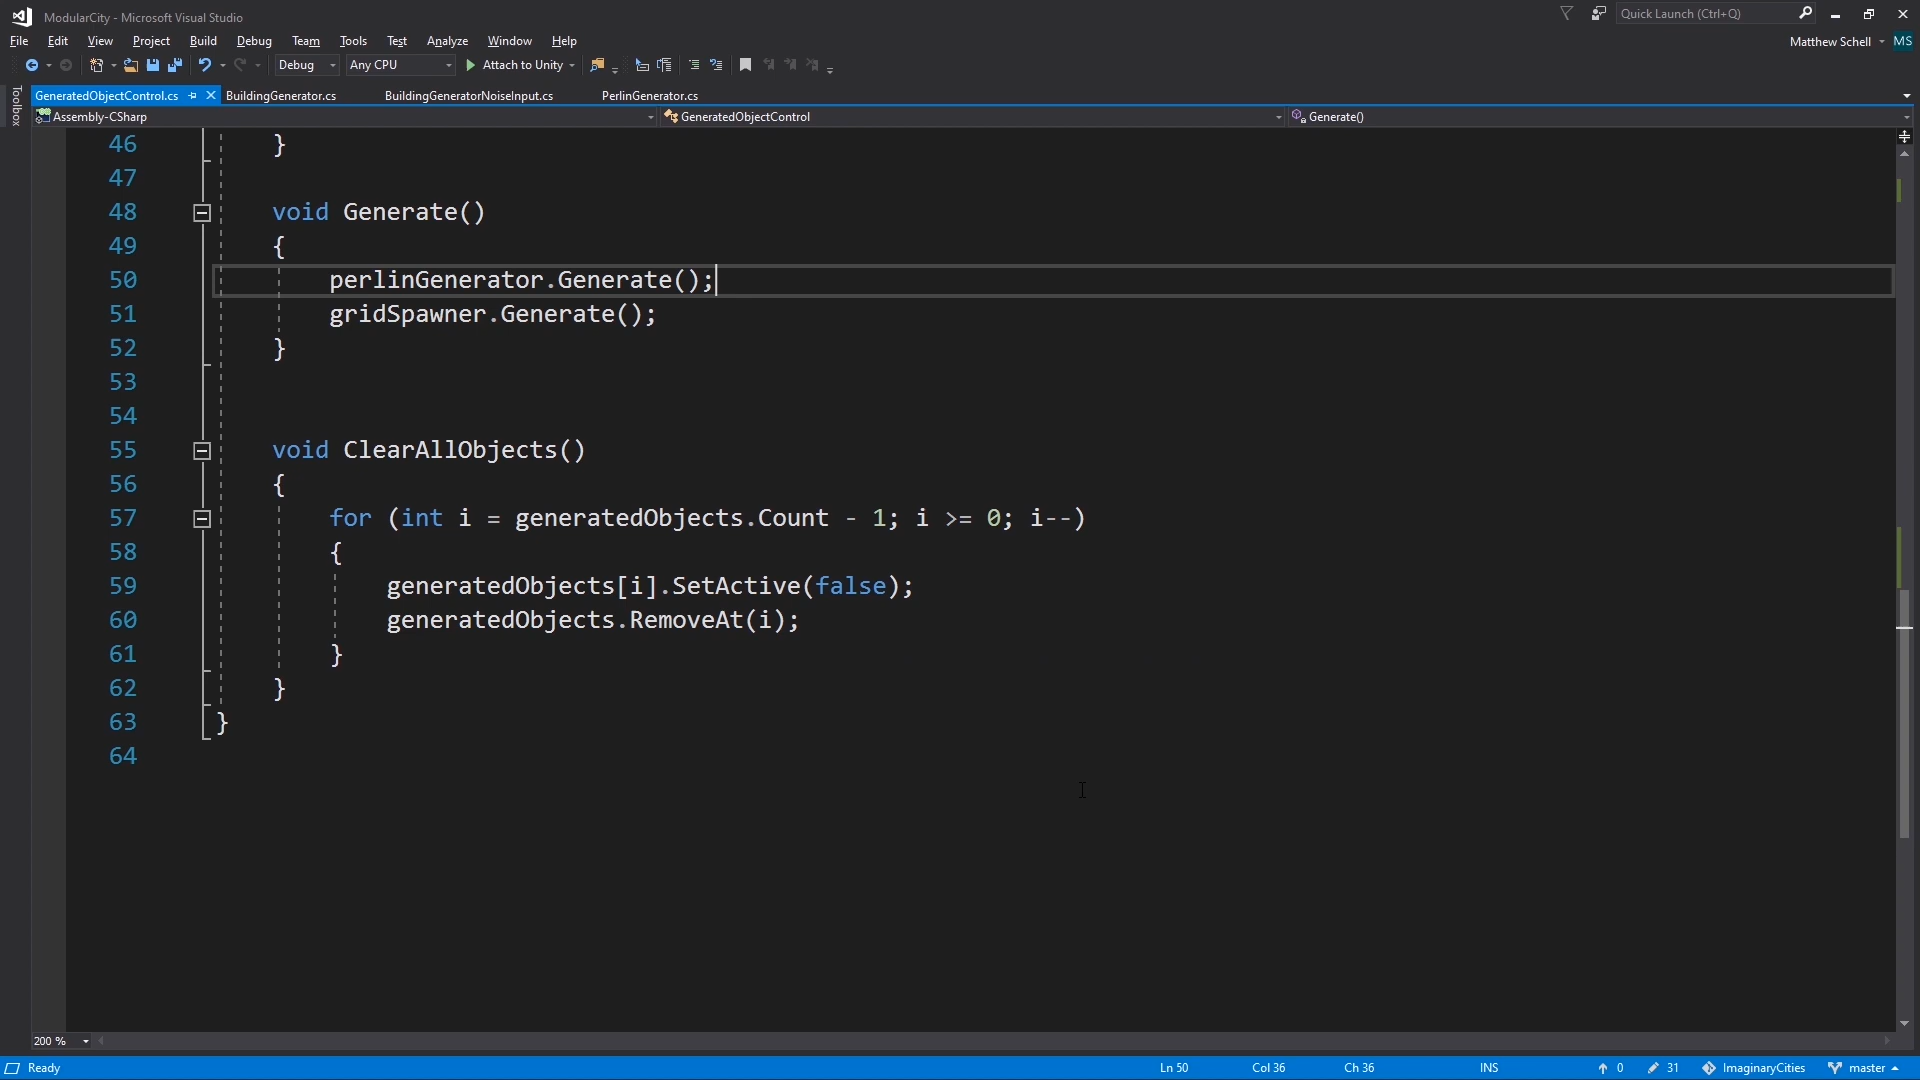 ModularCity - Microsoft Visual Studio
Quick Launch (Ctrl+Q)
File Edit View Project Build Debug Team Tools Test Analyze Window Help
Matthew Schell MS
Debug Any CPU Attach to Unity
Toolbox
GeneratedObjectControl.cs BuildingGenerator.cs BuildingGeneratorNoiseInput.cs PerlinGenerator.cs
Assembly-CSharp GeneratedObjectControl Generate()
46 }
47
48 void Generate()
49 {
50 perlinGenerator.Generate();
51 gridSpawner.Generate();
52 }
53
54
55 void ClearAllObjects()
56 {
57 for (int i = generatedObjects.Count - 1; i >= 0; i--)
58 {
59 generatedObjects[i].SetActive(false);
60 generatedObjects.RemoveAt(i);
61 }
62 }
63 }
64
200 %
Ready Ln 50 Col 36 Ch 36 INS 0 31 ImaginaryCities master